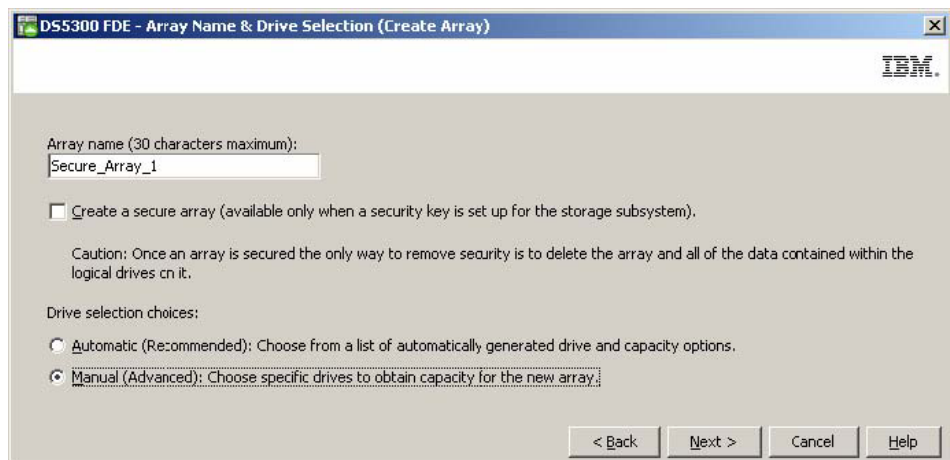 DS5300 FDE - Array Name & Drive Selection (Create Array)
IBM.
Array name (30 characters maximum):
Secure_Array_1
Create a secure array (available only when a security key is set up for the storage subsystem).
Caution: Once an array is secured the only way to remove security is to delete the array and all of the data contained within the
logical drives cn it.
Drive selection choices:
Automatic (Recommended): Choose from a list of automatically generated drive and capacity options.
Manual (Advanced): Choose specific drives to obtain capacity for the new array.
< Back
Next >
Cancel
Help